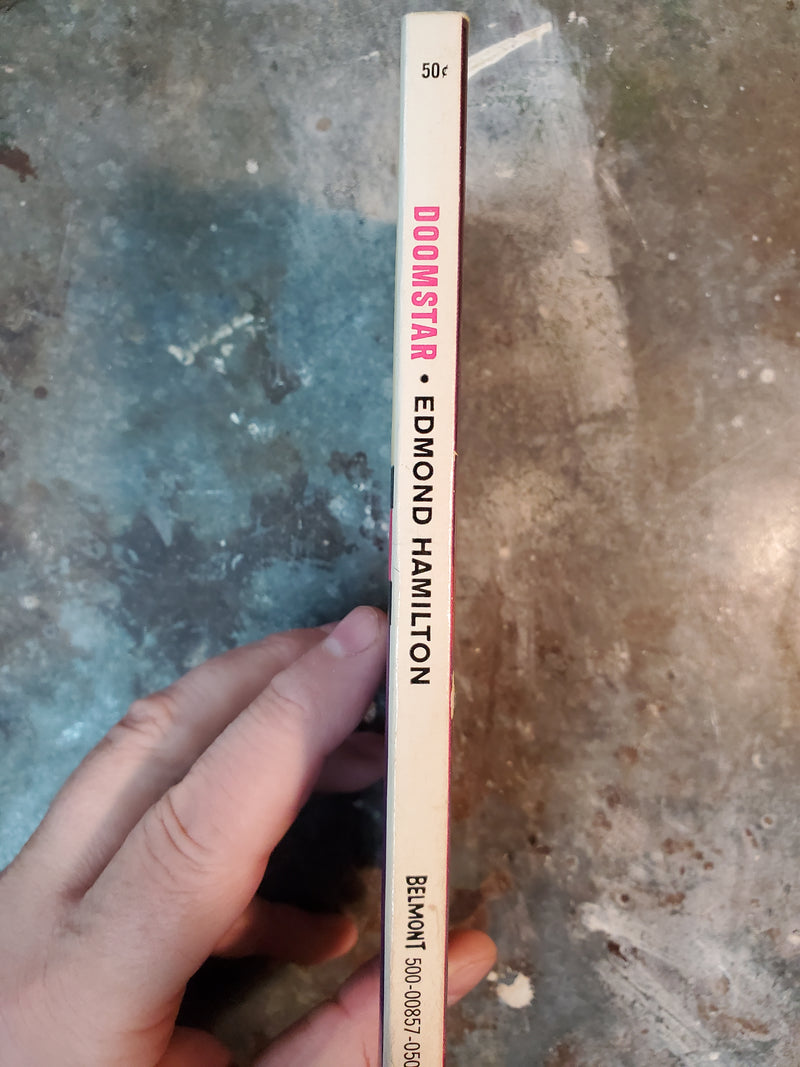 50¢
DOOMSTAR • EDMOND HAMILTON
BELMONT 500-00857-050